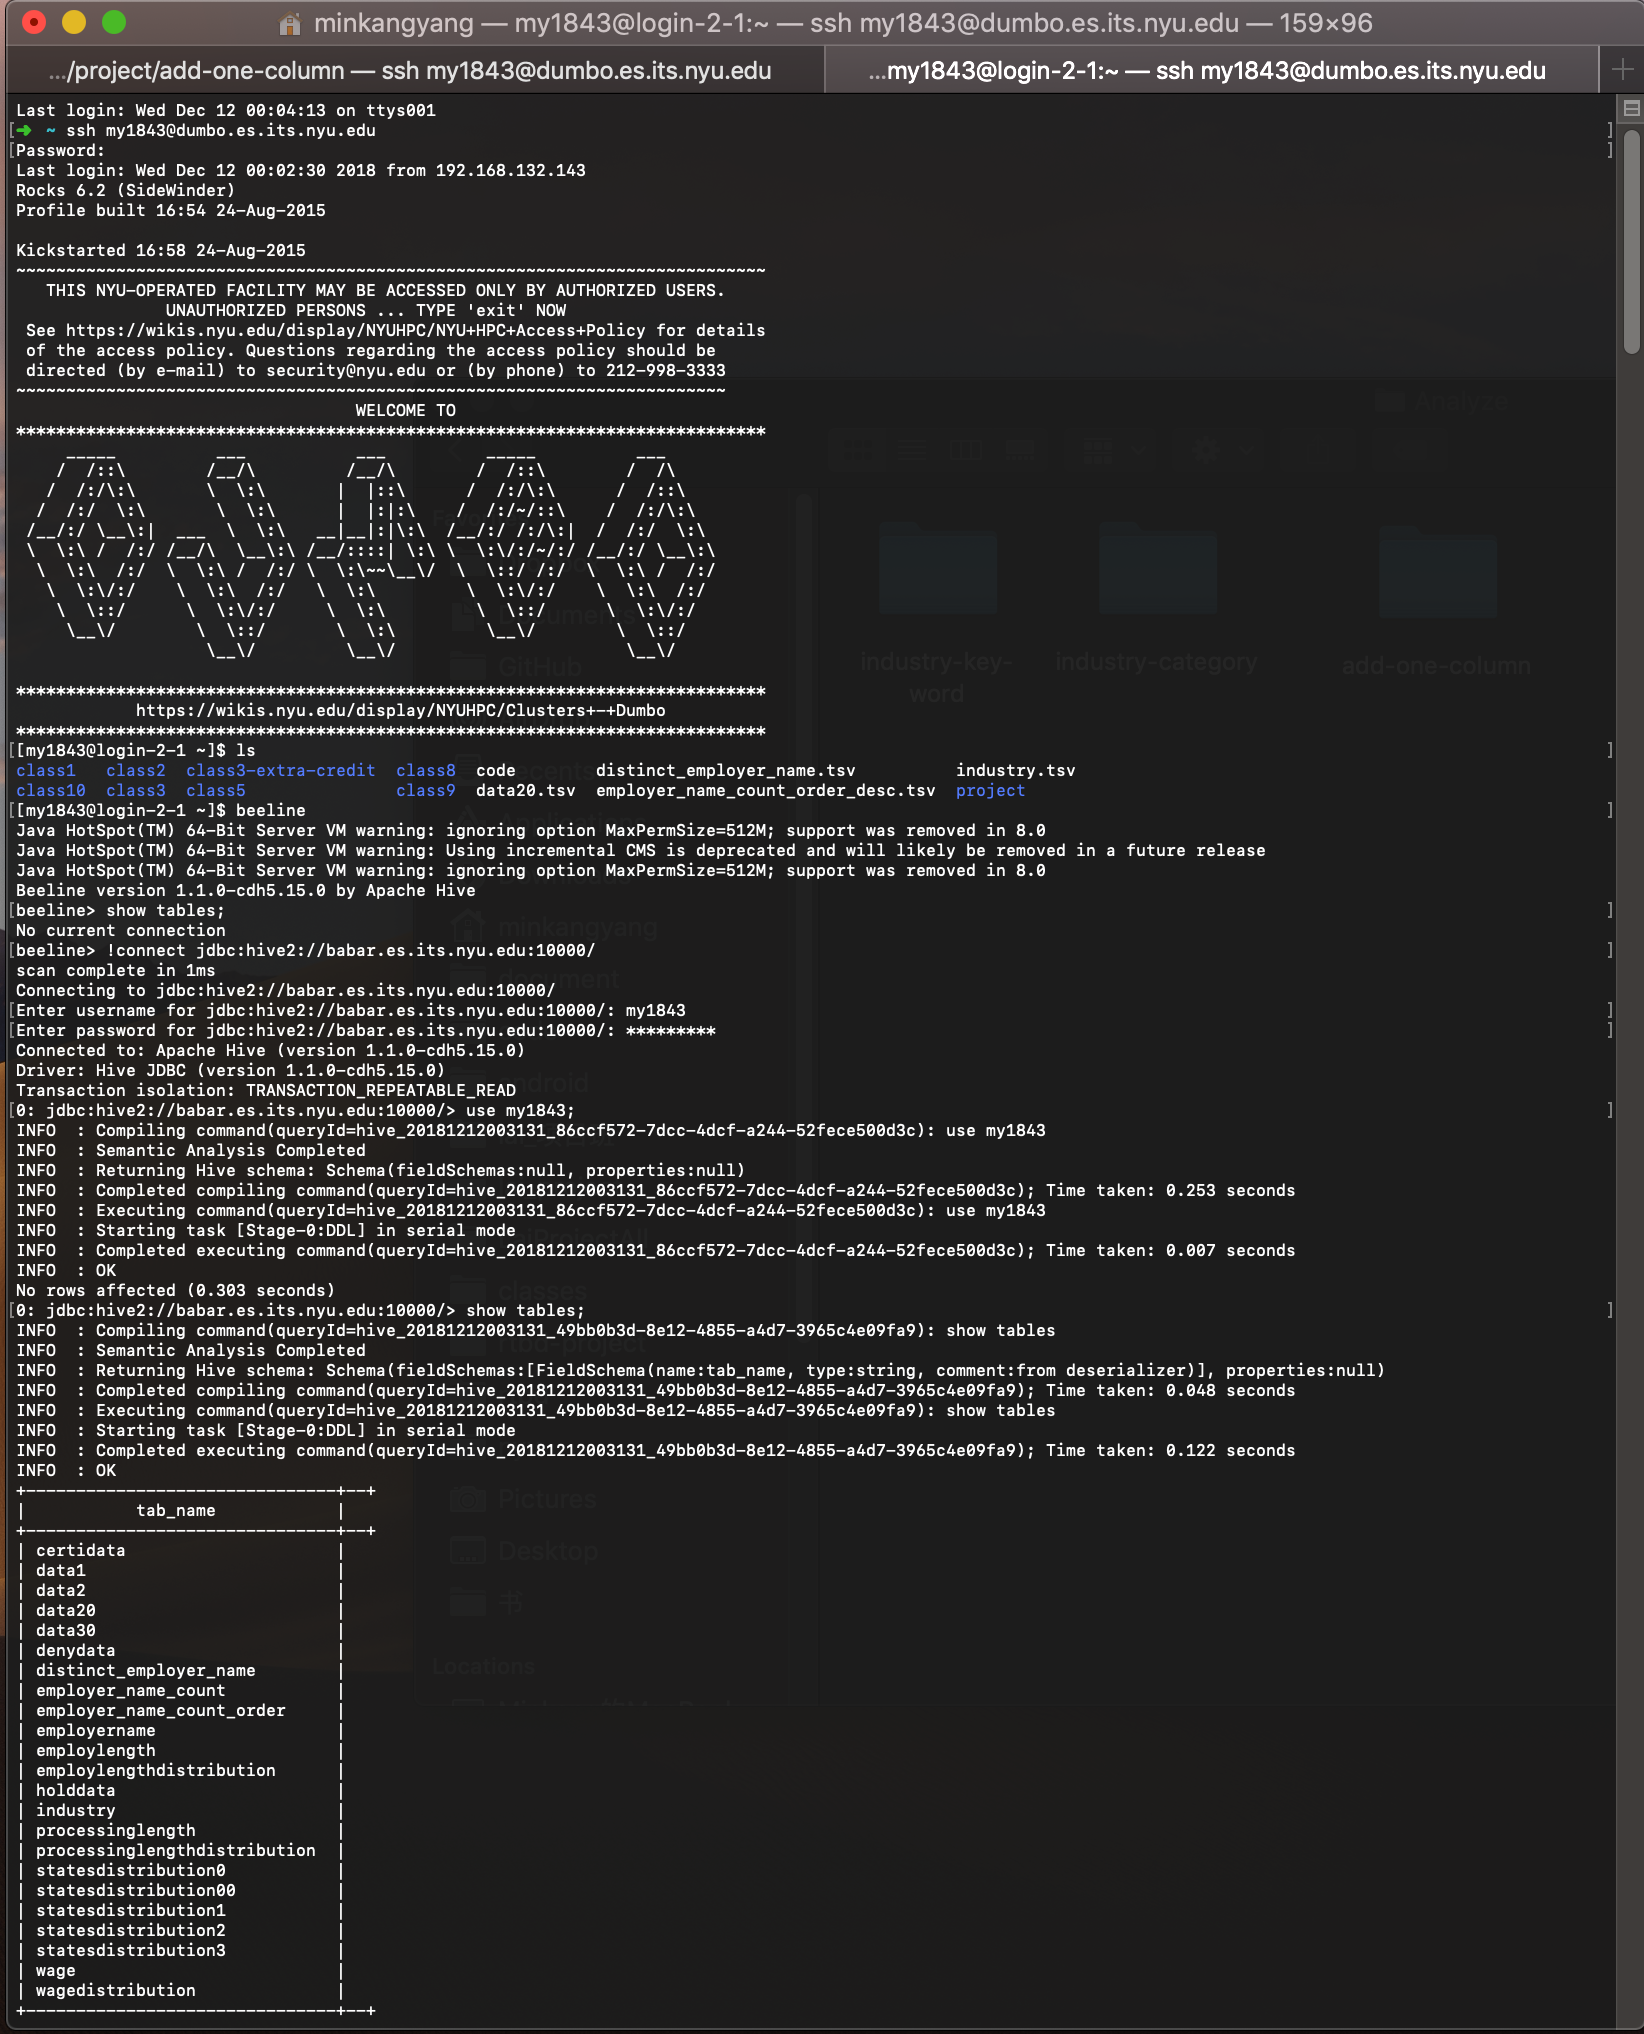 minkangyang — my1843@login-2-1:~ — ssh my1843@dumbo.es.its.nyu.edu — 159×96
.../project/add-one-column — ssh my1843@dumbo.es.its.nyu.edu
...my1843@login-2-1:~ — ssh my1843@dumbo.es.its.nyu.edu
Last login: Wed Dec 12 00:04:13 on ttys001
[➜  ~ ssh my1843@dumbo.es.its.nyu.edu ]
[Password: ]
Last login: Wed Dec 12 00:02:30 2018 from 192.168.132.143
Rocks 6.2 (SideWinder)
Profile built 16:54 24-Aug-2015
Kickstarted 16:58 24-Aug-2015
~~~~~~~~~~~~~~~~~~~~~~~~~~~~~~~~~~~~~~~~~~~~~~~~~~~~~~~~~~~~~~~~~~~~~~~~~~~
   THIS NYU-OPERATED FACILITY MAY BE ACCESSED ONLY BY AUTHORIZED USERS.
               UNAUTHORIZED PERSONS ... TYPE 'exit' NOW
 See https://wikis.nyu.edu/display/NYUHPC/NYU+HPC+Access+Policy for details
 of the access policy. Questions regarding the access policy should be
 directed (by e-mail) to security@nyu.edu or (by phone) to 212-998-3333
~~~~~~~~~~~~~~~~~~~~~~~~~~~~~~~~~~~~~~~~~~~~~~~~~~~~~~~~~~~~~~~~~~~~~~~
                                  WELCOME TO
***************************************************************************
***************************************************************************
            https://wikis.nyu.edu/display/NYUHPC/Clusters+-+Dumbo
***************************************************************************
[[my1843@login-2-1 ~]$ ls ]
class1   class2  class3-extra-credit  class8  code     distinct_employer_name.tsv          industry.tsv
class10  class3  class5               class9  data20.tsv  employer_name_count_order_desc.tsv  project
[[my1843@login-2-1 ~]$ beeline ]
Java HotSpot(TM) 64-Bit Server VM warning: ignoring option MaxPermSize=512M; support was removed in 8.0
Java HotSpot(TM) 64-Bit Server VM warning: Using incremental CMS is deprecated and will likely be removed in a future release
Java HotSpot(TM) 64-Bit Server VM warning: ignoring option MaxPermSize=512M; support was removed in 8.0
Beeline version 1.1.0-cdh5.15.0 by Apache Hive
[beeline> show tables; ]
No current connection
[beeline> !connect jdbc:hive2://babar.es.its.nyu.edu:10000/ ]
scan complete in 1ms
Connecting to jdbc:hive2://babar.es.its.nyu.edu:10000/
[Enter username for jdbc:hive2://babar.es.its.nyu.edu:10000/: my1843 ]
[Enter password for jdbc:hive2://babar.es.its.nyu.edu:10000/: ********* ]
Connected to: Apache Hive (version 1.1.0-cdh5.15.0)
Driver: Hive JDBC (version 1.1.0-cdh5.15.0)
Transaction isolation: TRANSACTION_REPEATABLE_READ
[0: jdbc:hive2://babar.es.its.nyu.edu:10000/> use my1843; ]
INFO  : Compiling command(queryId=hive_20181212003131_86ccf572-7dcc-4dcf-a244-52fece500d3c): use my1843
INFO  : Semantic Analysis Completed
INFO  : Returning Hive schema: Schema(fieldSchemas:null, properties:null)
INFO  : Completed compiling command(queryId=hive_20181212003131_86ccf572-7dcc-4dcf-a244-52fece500d3c); Time taken: 0.253 seconds
INFO  : Executing command(queryId=hive_20181212003131_86ccf572-7dcc-4dcf-a244-52fece500d3c): use my1843
INFO  : Starting task [Stage-0:DDL] in serial mode
INFO  : Completed executing command(queryId=hive_20181212003131_86ccf572-7dcc-4dcf-a244-52fece500d3c); Time taken: 0.007 seconds
INFO  : OK
No rows affected (0.303 seconds)
[0: jdbc:hive2://babar.es.its.nyu.edu:10000/> show tables; ]
INFO  : Compiling command(queryId=hive_20181212003131_49bb0b3d-8e12-4855-a4d7-3965c4e09fa9): show tables
INFO  : Semantic Analysis Completed
INFO  : Returning Hive schema: Schema(fieldSchemas:[FieldSchema(name:tab_name, type:string, comment:from deserializer)], properties:null)
INFO  : Completed compiling command(queryId=hive_20181212003131_49bb0b3d-8e12-4855-a4d7-3965c4e09fa9); Time taken: 0.048 seconds
INFO  : Executing command(queryId=hive_20181212003131_49bb0b3d-8e12-4855-a4d7-3965c4e09fa9): show tables
INFO  : Starting task [Stage-0:DDL] in serial mode
INFO  : Completed executing command(queryId=hive_20181212003131_49bb0b3d-8e12-4855-a4d7-3965c4e09fa9); Time taken: 0.122 seconds
INFO  : OK
+-------------------------------+--+
|           tab_name            |
+-------------------------------+--+
| certidata                     |
| data1                         |
| data2                         |
| data20                        |
| data30                        |
| denydata                      |
| distinct_employer_name        |
| employer_name_count           |
| employer_name_count_order     |
| employername                  |
| employlength                  |
| employlengthdistribution      |
| holddata                      |
| industry                      |
| processinglength              |
| processinglengthdistribution  |
| statesdistribution0           |
| statesdistribution00          |
| statesdistribution1           |
| statesdistribution2           |
| statesdistribution3           |
| wage                          |
| wagedistribution              |
+-------------------------------+--+
Analyze
industry-key-word
industry-category
add-one-column
Documents
GitHub
minkangyang
document
classes
Pictures
Desktop
书
Locations